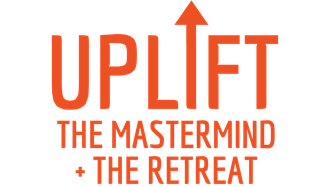 UPLIFT
THE MASTERMIND
+ THE RETREAT